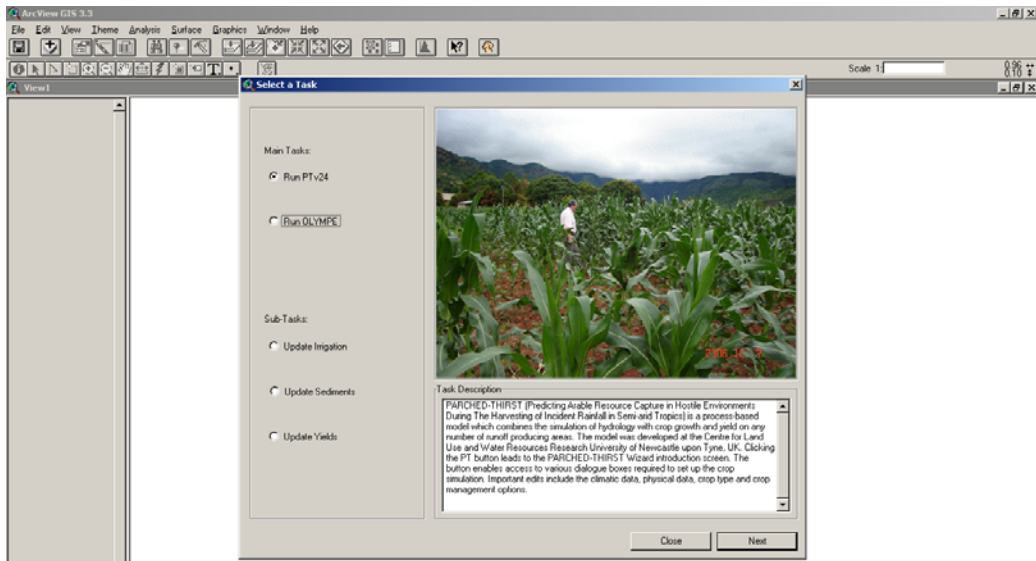 ArcView GIS 3.3
File Edit View Theme Analysis Surface Graphics Window Help
Scale 1:
0.96
0.10
View1
Select a Task
Main Tasks:
Run PTv24
Run OLYMPE
Sub-Tasks:
Update Irrigation
Update Sediments
Update Yields
Task Description
PARCHED-THIRST (Predicting Arable Resource Capture in Hostile Environments
During The Harvesting of Incident Rainfall in Semi-arid Tropics) is a process-based
model which combines the simulation of hydrology with crop growth and yield on any
number of runoff producing areas. The model was developed at the Centre for Land
Use and Water Resources Research University of Newcastle upon Tyne, UK. Clicking
the PT button leads to the PARCHED-THIRST Wizard introduction screen. The
button enables access to various dialogue boxes required to set up the crop
simulation. Important edits include the climatic data, physical data, crop type and crop
management options.
Close Next